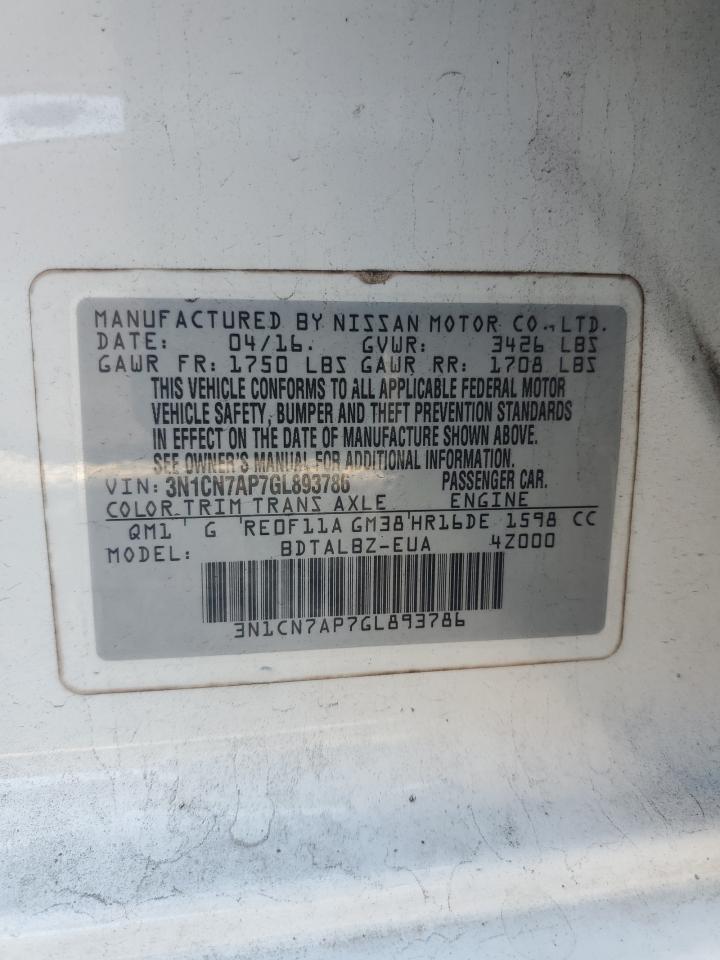 MANUFACTURED BY NISSAN MOTOR CO., LTD.
DATE: 04/16. GVWR: 3426 LBS
GAWR FR: 1750 LBS GAWR RR: 1708 LBS
THIS VEHICLE CONFORMS TO ALL APPLICABLE FEDERAL MOTOR
VEHICLE SAFETY, BUMPER AND THEFT PREVENTION STANDARDS
IN EFFECT ON THE DATE OF MANUFACTURE SHOWN ABOVE.
SEE OWNER'S MANUAL FOR ADDITIONAL INFORMATION.
VIN: 3N1CN7AP7GL893786 PASSENGER CAR.
COLOR TRIM TRANS AXLE ENGINE
QM1 G RE0F11A GM38 HR16DE 1598 CC
MODEL: BDTALBZ-EUA 4Z000
3N1CN7AP7GL893786